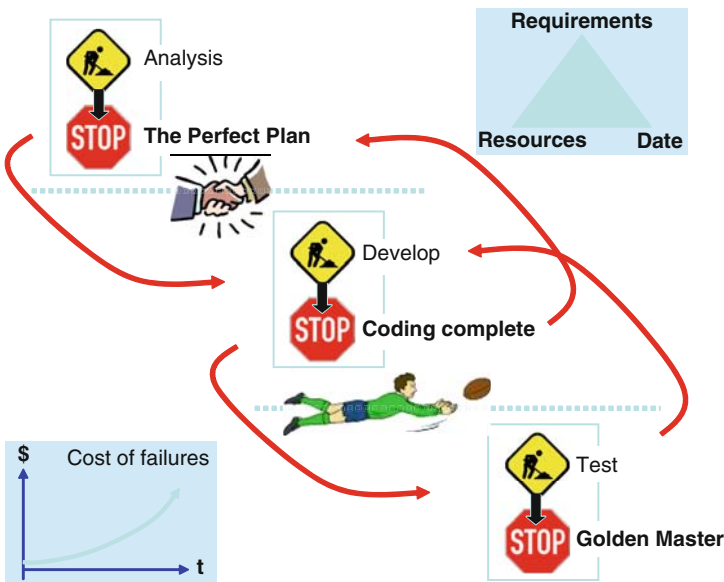 Requirements
Resources Date
Analysis
STOP The Perfect Plan
Develop
STOP Coding complete
Test
STOP Golden Master
$ Cost of failures
t